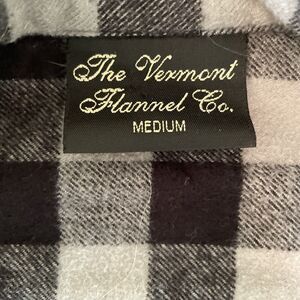 The Vermont
Flannel Co.
MEDIUM